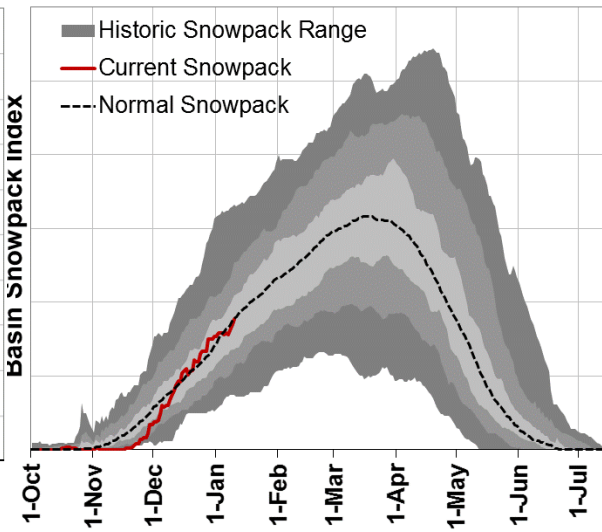 Historic Snowpack Range
Current Snowpack
Normal Snowpack
Basin Snowpack Index
1-Oct
1-Nov
1-Dec
1-Jan
1-Feb
1-Mar
1-Apr
1-May
1-Jun
1-Jul